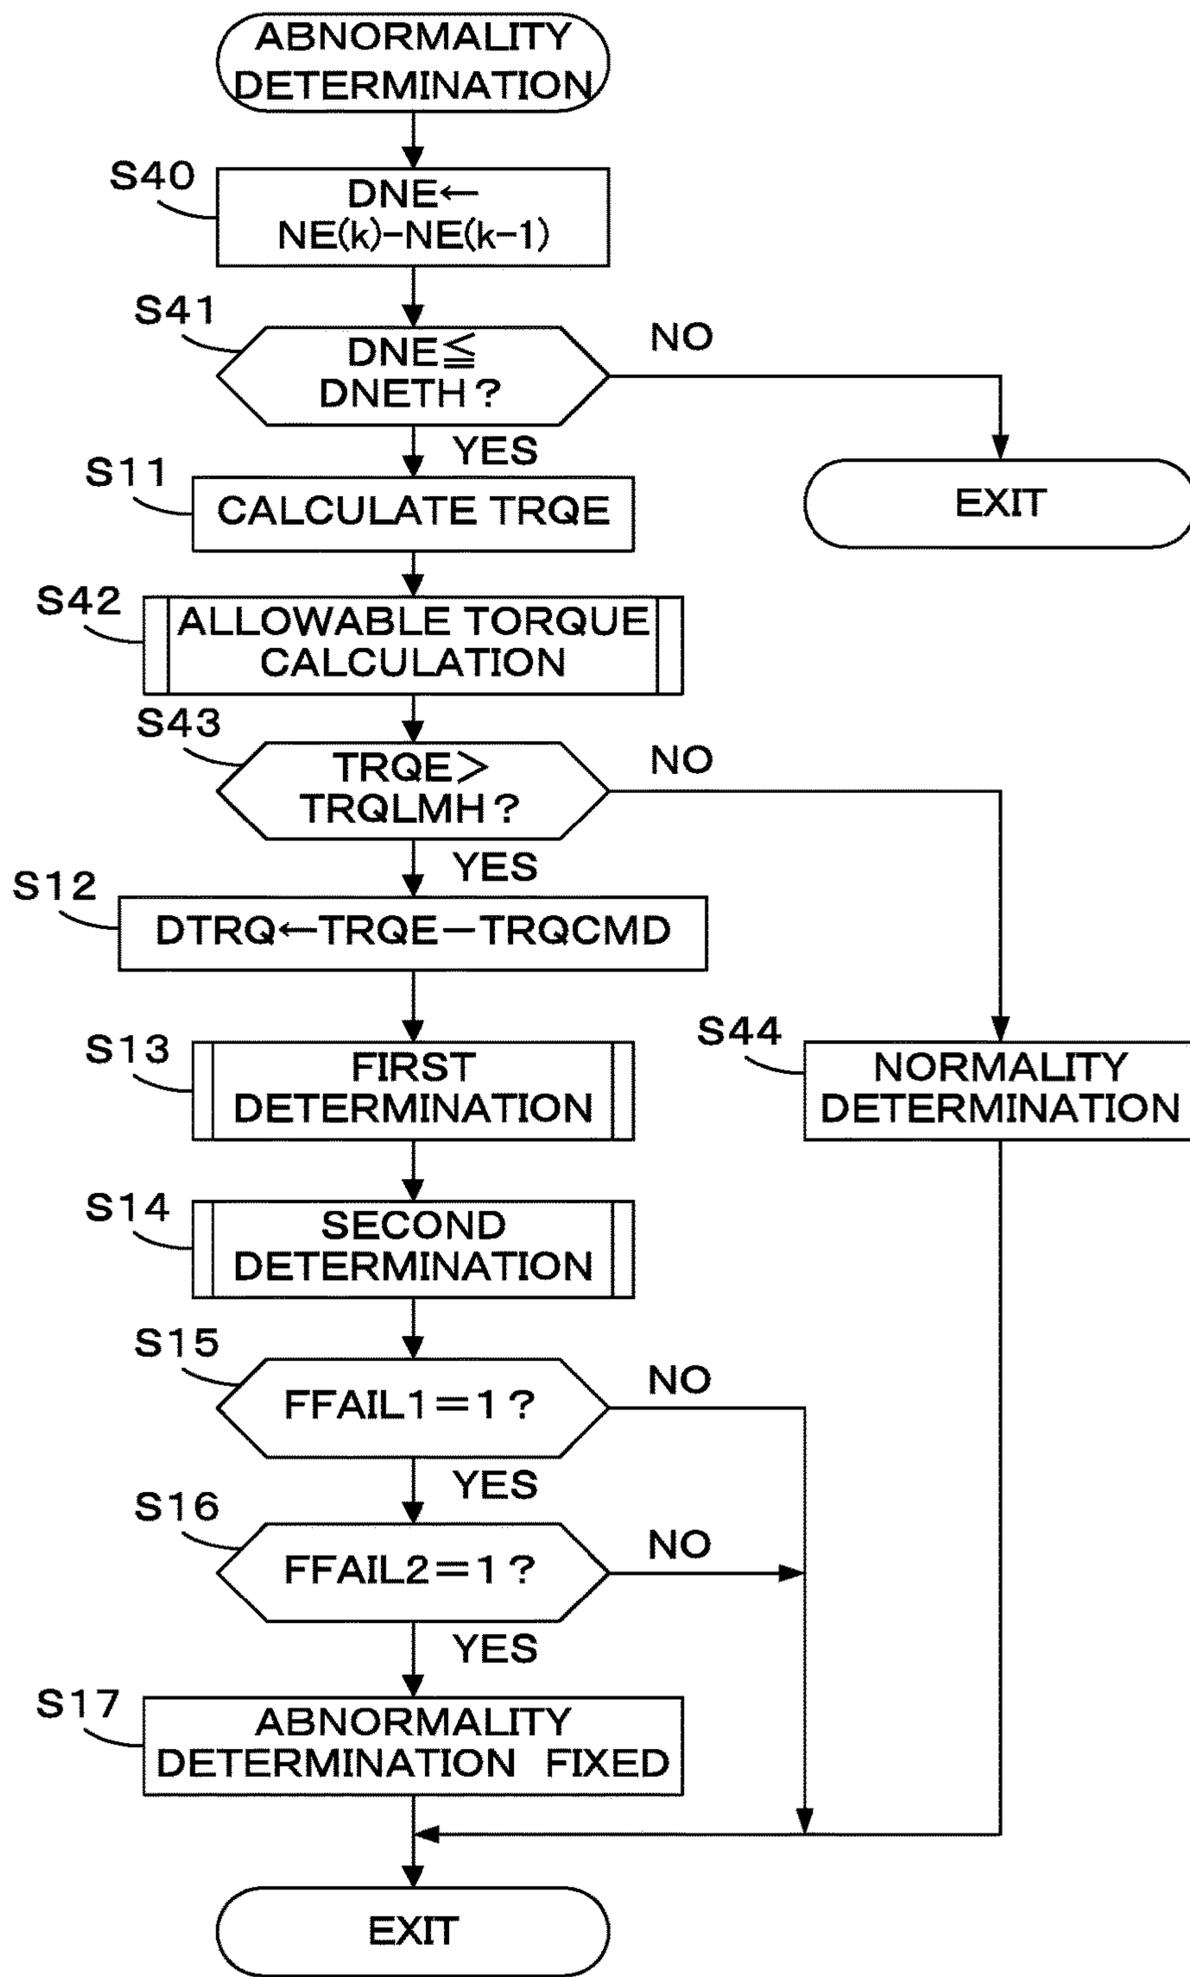 ABNORMALITY
DETERMINATION
S40
DNE←
NE(k)-NE(k-1)
S41
DNE≦
DNETH?
NO
YES
EXIT
S11
CALCULATE TRQE
S42
ALLOWABLE TORQUE
CALCULATION
S43
TRQE>
TRQLMH?
NO
YES
S12
DTRQ←TRQE-TRQCMD
S13
FIRST
DETERMINATION
S44
NORMALITY
DETERMINATION
S14
SECOND
DETERMINATION
S15
FFAIL1=1?
NO
YES
S16
FFAIL2=1?
NO
YES
S17
ABNORMALITY
DETERMINATION FIXED
EXIT